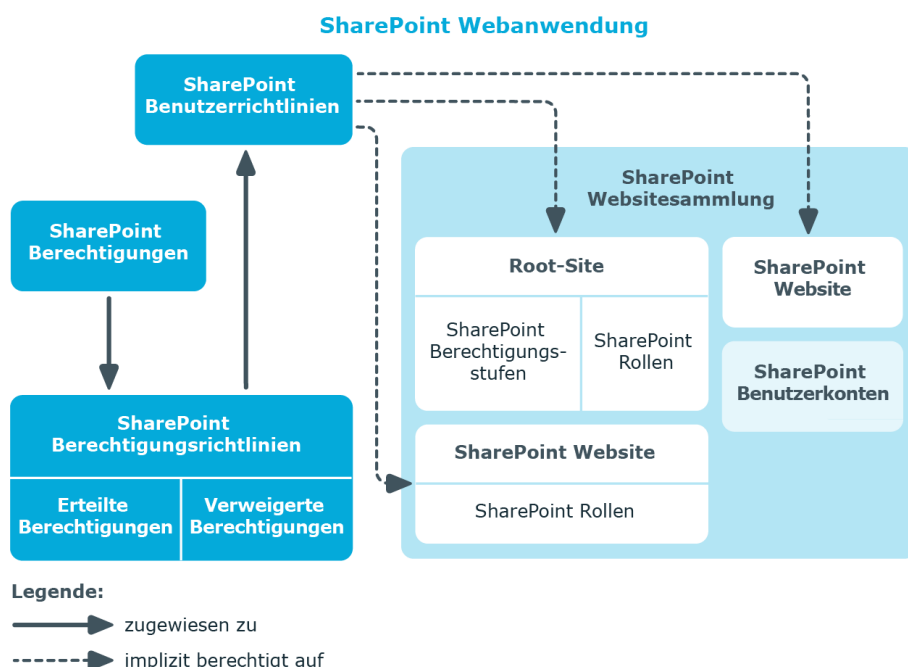 SharePoint Webanwendung
SharePoint
Benutzerrichtlinien
SharePoint
Berechtigungen
SharePoint
Berechtigungsrichtlinien
Erteilte
Berechtigungen
Verweigerte
Berechtigungen
SharePoint
Websitesammlung
Root-Site
SharePoint
Berechtigungs-
stufen
SharePoint
Rollen
SharePoint
Website
SharePoint
Benutzerkonten
SharePoint Website
SharePoint Rollen
Legende:
zugewiesen zu
implizit berechtigt auf